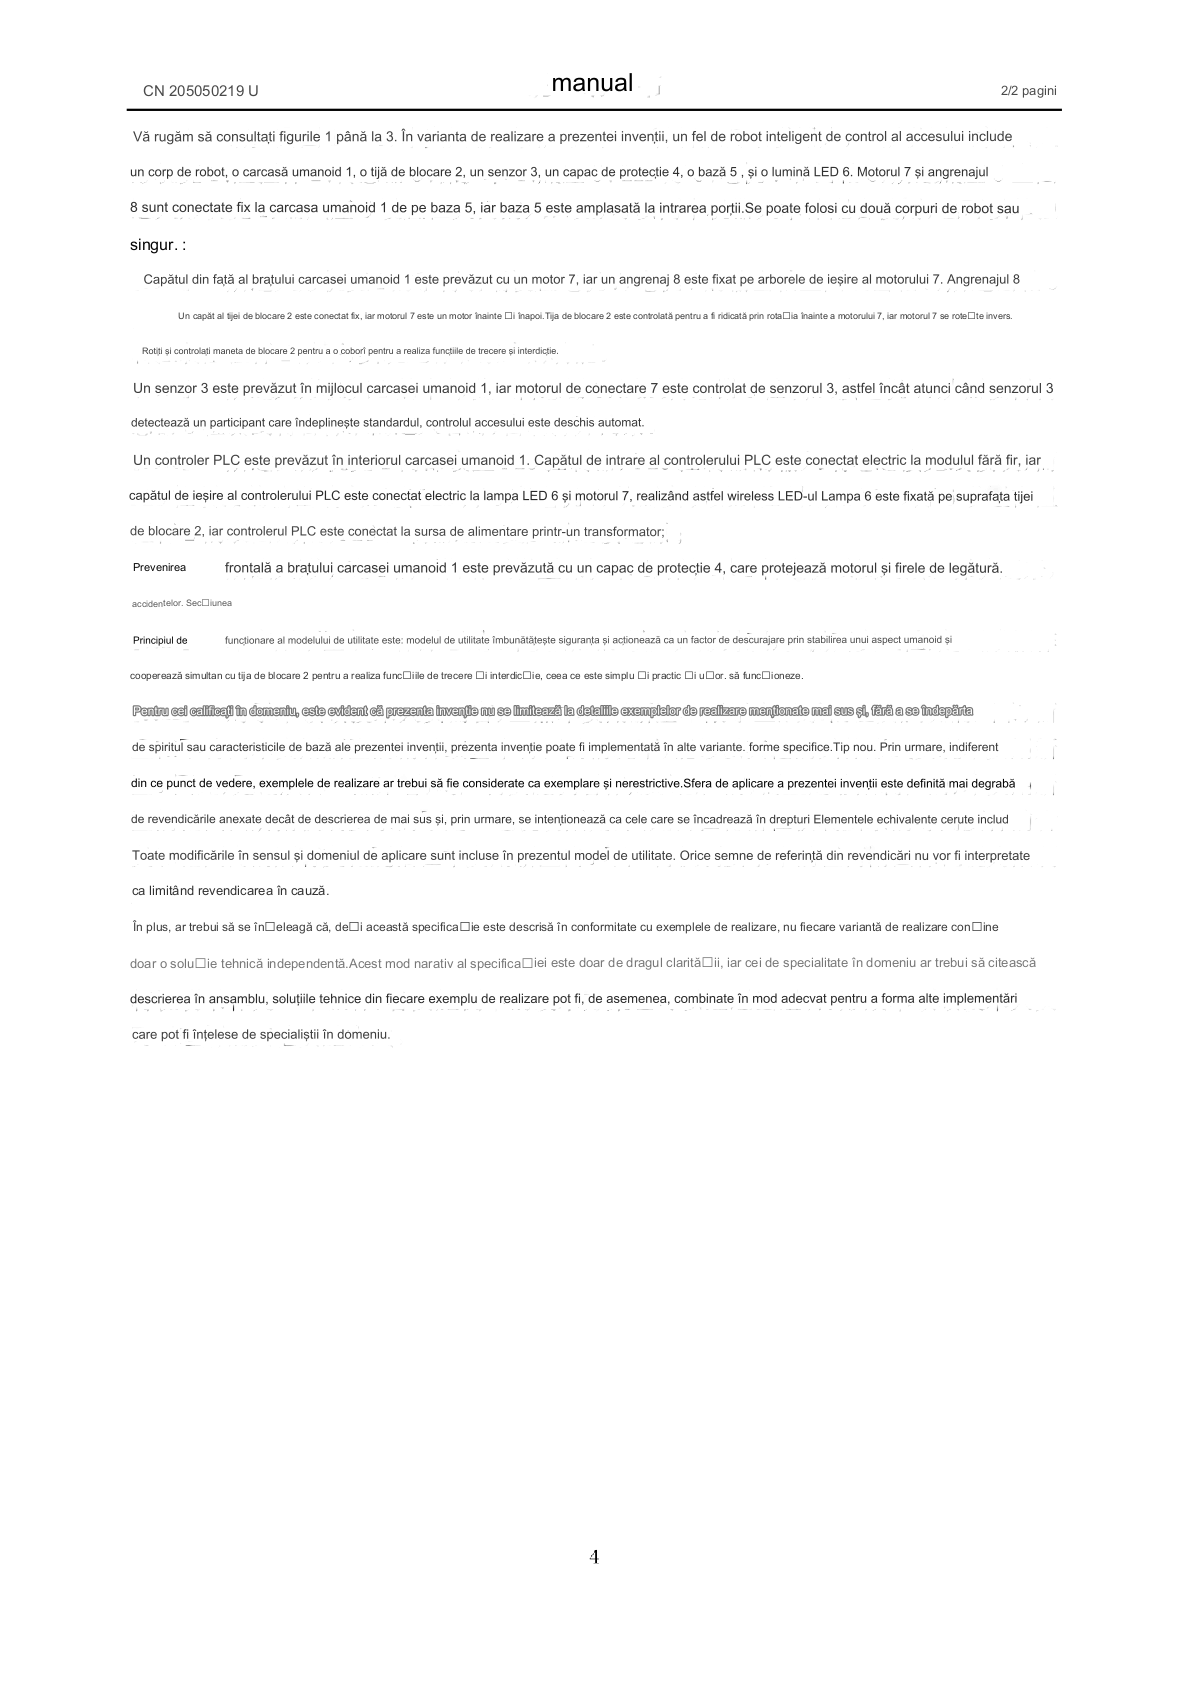 CN 205050219 U
manual
2/2 pagini
Vă rugăm să consultați figurile 1 până la 3. În varianta de realizare a prezentei invenții, un fel de robot inteligent de control al accesului include
un corp de robot, o carcasă umanoid 1, o tijă de blocare 2, un senzor 3, un capac de protecție 4, o bază 5 , și o lumină LED 6. Motorul 7 și angrenajul
8 sunt conectate fix la carcasa umanoid 1 de pe baza 5, iar baza 5 este amplasată la intrarea porții.Se poate folosi cu două corpuri de robot sau
singur. :
Capătul din față al brațului carcasei umanoid 1 este prevăzut cu un motor 7, iar un angrenaj 8 este fixat pe arborele de ieșire al motorului 7. Angrenajul 8
Un capăt al tijei de blocare 2 este conectat fix, iar motorul 7 este un motor înainte □i înapoi.Tija de blocare 2 este controlată pentru a fi ridicată prin rota□ia înainte a motorului 7, iar motorul 7 se rote□te invers.
Rotiți și controlați maneta de blocare 2 pentru a o coborî pentru a realiza funcțiile de trecere și interdicție.
Un senzor 3 este prevăzut în mijlocul carcasei umanoid 1, iar motorul de conectare 7 este controlat de senzorul 3, astfel încât atunci când senzorul 3
detectează un participant care îndeplinește standardul, controlul accesului este deschis automat.
Un controler PLC este prevăzut în interiorul carcasei umanoid 1. Capătul de intrare al controlerului PLC este conectat electric la modulul fără fir, iar
capătul de ieșire al controlerului PLC este conectat electric la lampa LED 6 și motorul 7, realizând astfel wireless LED-ul Lampa 6 este fixată pe suprafața tijei
de blocare 2, iar controlerul PLC este conectat la sursa de alimentare printr-un transformator;
Prevenirea frontală a brațului carcasei umanoid 1 este prevăzută cu un capac de protecție 4, care protejează motorul și firele de legătură.
accidentelor. Sec□iunea
Principiul de funcționare al modelului de utilitate este: modelul de utilitate îmbunătățește siguranța și acționează ca un factor de descurajare prin stabilirea unui aspect umanoid și
cooperează simultan cu tija de blocare 2 pentru a realiza func□iile de trecere □i interdic□ie, ceea ce este simplu □i practic □i u□or. să func□ioneze.
Pentru cei calificați în domeniu, este evident că prezenta invenție nu se limitează la detaliile exemplelor de realizare menționate mai sus și, fără a se îndepărta
de spiritul sau caracteristicile de bază ale prezentei invenții, prezenta invenție poate fi implementată în alte variante. forme specifice.Tip nou. Prin urmare, indiferent
din ce punct de vedere, exemplele de realizare ar trebui să fie considerate ca exemplare și nerestrictive.Sfera de aplicare a prezentei invenții este definită mai degrabă
de revendicările anexate decât de descrierea de mai sus și, prin urmare, se intenționează ca cele care se încadrează în drepturi Elementele echivalente cerute includ
Toate modificările în sensul și domeniul de aplicare sunt incluse în prezentul model de utilitate. Orice semne de referință din revendicări nu vor fi interpretate
ca limitând revendicarea în cauză.
În plus, ar trebui să se în□eleagă că, de□i această specifica□ie este descrisă în conformitate cu exemplele de realizare, nu fiecare variantă de realizare con□ine
doar o solu□ie tehnică independentă.Acest mod narativ al specifica□iei este doar de dragul clarită□ii, iar cei de specialitate în domeniu ar trebui să citească
descrierea în ansamblu, soluțiile tehnice din fiecare exemplu de realizare pot fi, de asemenea, combinate în mod adecvat pentru a forma alte implementări
care pot fi înțelese de specialiștii în domeniu.
4